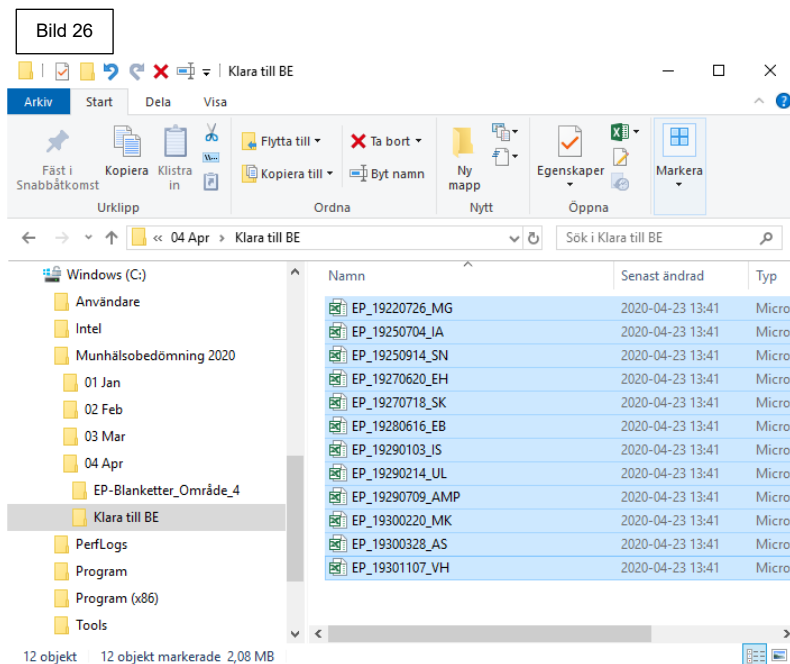 Bild 26
Klara till BE
Arkiv Start Dela Visa
Fäst i Snabbåtkomst
Kopiera
Klistra in
Flytta till
Kopiera till
Ta bort
Byt namn
Ny mapp
Egenskaper
Markera
Urklipp Ordna Nytt Öppna
« 04 Apr › Klara till BE
Sök i Klara till BE
Windows (C:)
Användare
Intel
Munhälsobedömning 2020
01 Jan
02 Feb
03 Mar
04 Apr
EP-Blanketter_Område_4
Klara till BE
PerfLogs
Program
Program (x86)
Tools
Namn Senast ändrad Typ
EP_19220726_MG 2020-04-23 13:41 Micro
EP_19250704_IA 2020-04-23 13:41 Micro
EP_19250914_SN 2020-04-23 13:41 Micro
EP_19270620_EH 2020-04-23 13:41 Micro
EP_19270718_SK 2020-04-23 13:41 Micro
EP_19280616_EB 2020-04-23 13:41 Micro
EP_19290103_IS 2020-04-23 13:41 Micro
EP_19290214_UL 2020-04-23 13:41 Micro
EP_19290709_AMP 2020-04-23 13:41 Micro
EP_19300220_MK 2020-04-23 13:41 Micro
EP_19300328_AS 2020-04-23 13:41 Micro
EP_19301107_VH 2020-04-23 13:41 Micro
12 objekt 12 objekt markerade 2,08 MB